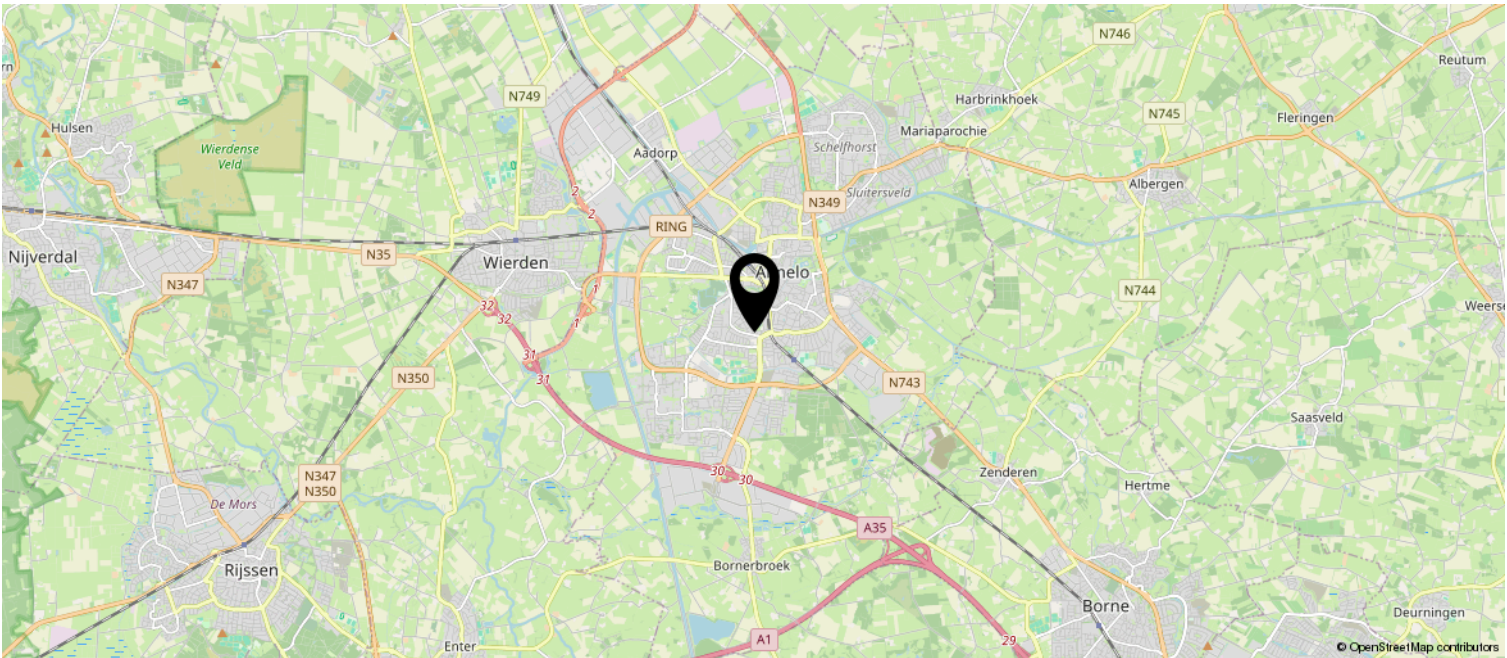 N746
Reutum
rn
N749
Harbrinkhoek
N745
Fleringen
Hulsen
Mariaparochie
Wierdense
Veld
Aadorp
Schelfhorst
Albergen
2
Sluitersveld
N349
2
RING
Nijverdal
N35
Wierden
N347
1
N744
32
32
1
Weerse
31
31
N350
N743
Saasveld
30
30
Zenderen
N347
N350
Hertme
De Mors
A35
Rijssen
Bornerbroek
Borne
Deurningen
Enter
A1
29
© OpenStreetMap contributors